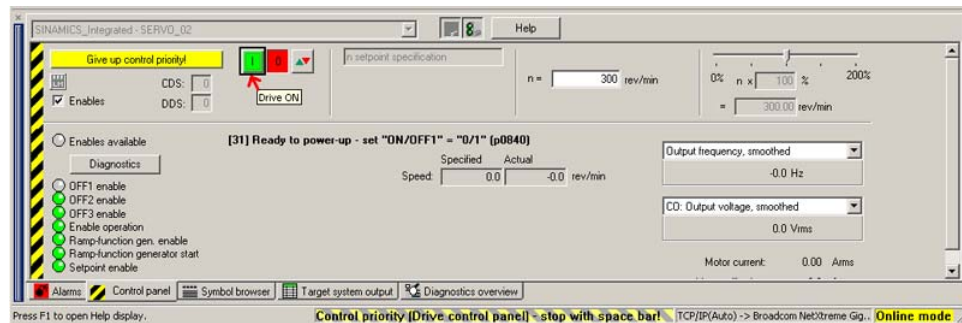 SINAMICS_Integrated - SERVO_02
Help
Give up control priority!
I
0
n setpoint specification
n =
300 rev/min
0%
n x
100 %
200%
= 300.00 rev/min
CDS: 0
Enables
DDS: 0
Drive ON
Enables available
[31] Ready to power-up - set "ON/OFF1" = "0/1" (p0840)
Diagnostics
Specified Actual
Speed: 0.0 -0.0 rev/min
Output frequency, smoothed
-0.0 Hz
OFF1 enable
OFF2 enable
OFF3 enable
Enable operation
Ramp-function gen. enable
Ramp-function generator start
Setpoint enable
CO: Output voltage, smoothed
0.0 Vrms
Motor current: 0.00 Arms
Alarms
Control panel
Symbol browser
Target system output
Diagnostics overview
Press F1 to open Help display.
Control priority (Drive control panel) - stop with space bar!
TCP/IP(Auto) -> Broadcom NetXtreme Gig..
Online mode